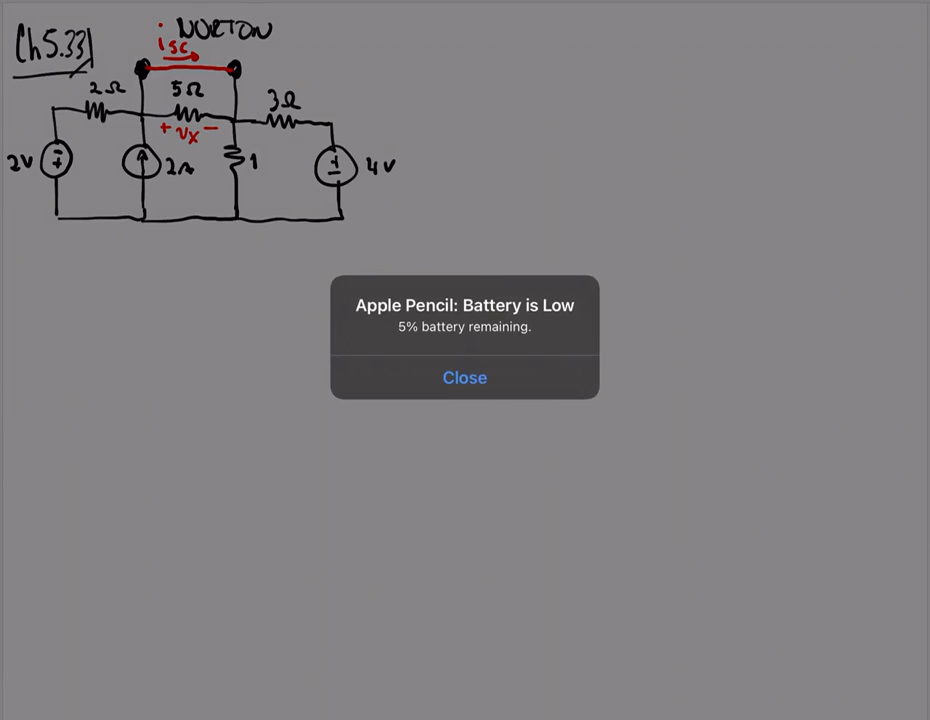 Ch5.33
NORTON
isc
2Ω
5Ω
3Ω
+ vx -
2V
2A
1
4V
Apple Pencil: Battery is Low
5% battery remaining.
Close